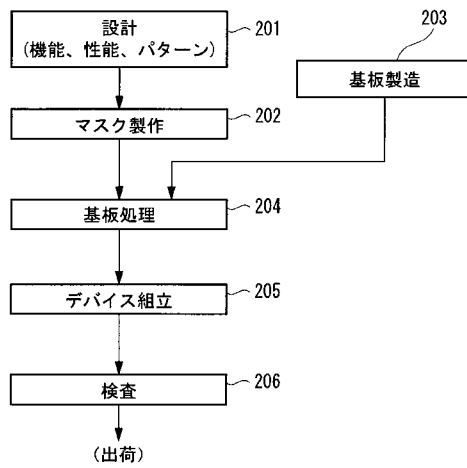 設計
(機能、性能、パターン)
201
203
基板製造
マスク製作
202
基板処理
204
デバイス組立
205
検査
206
(出荷)